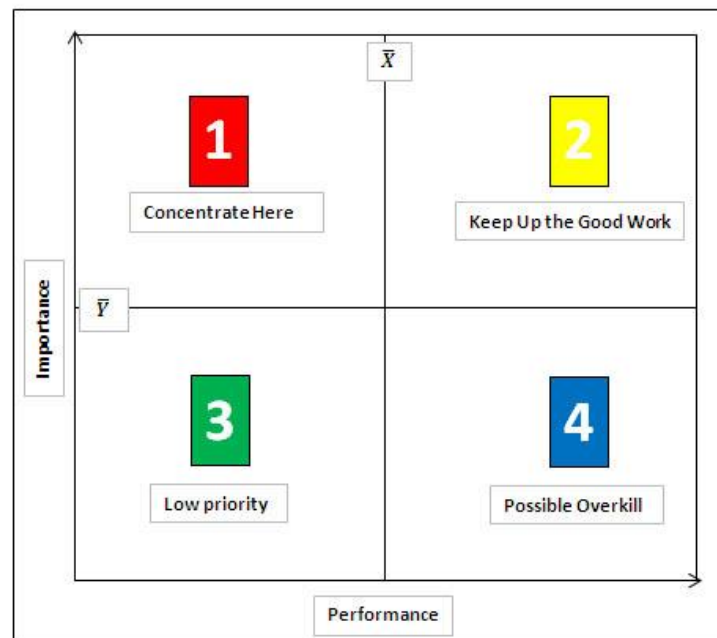 X̅
1
2
Concentrate Here
Keep Up the Good Work
Importance
Y̅
3
4
Low priority
Possible Overkill
Performance